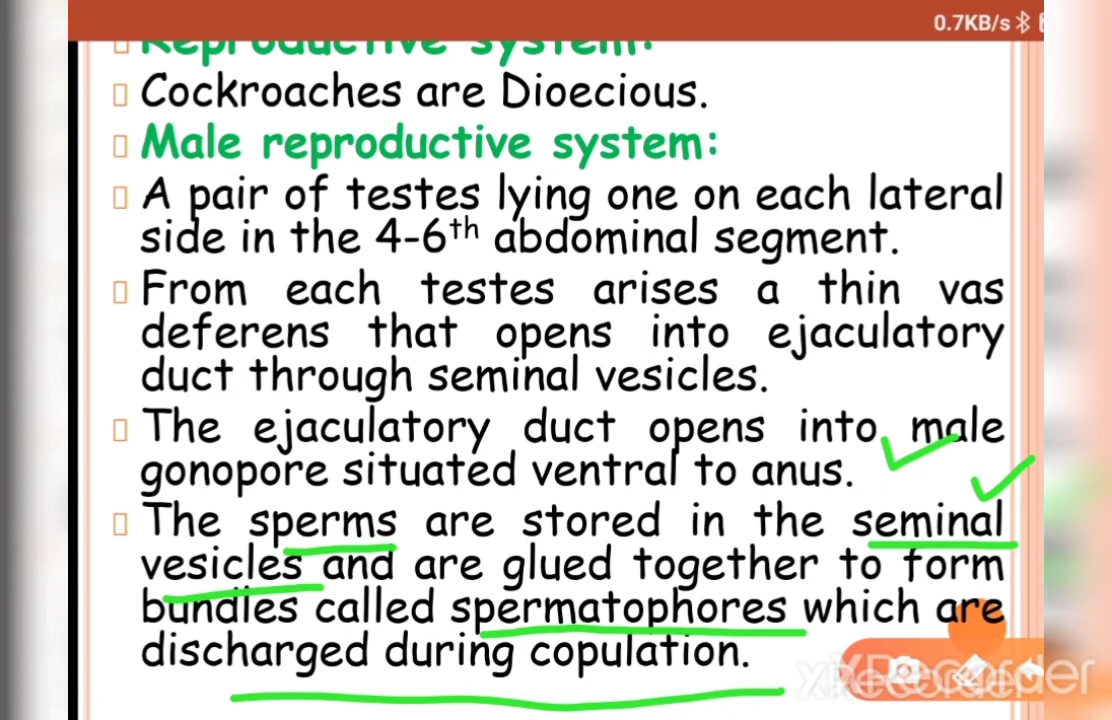 0.7KB/s
Reproductive system:
Cockroaches are Dioecious.
Male reproductive system:
A pair of testes lying one on each lateral
side in the 4-6th abdominal segment.
From each testes arises a thin vas
deferens that opens into ejaculatory
duct through seminal vesicles.
The ejaculatory duct opens into male
gonopore situated ventral to anus.
The sperms are stored in the seminal
vesicles and are glued together to form
bundles called spermatophores which are
discharged during copulation.
XRecorder